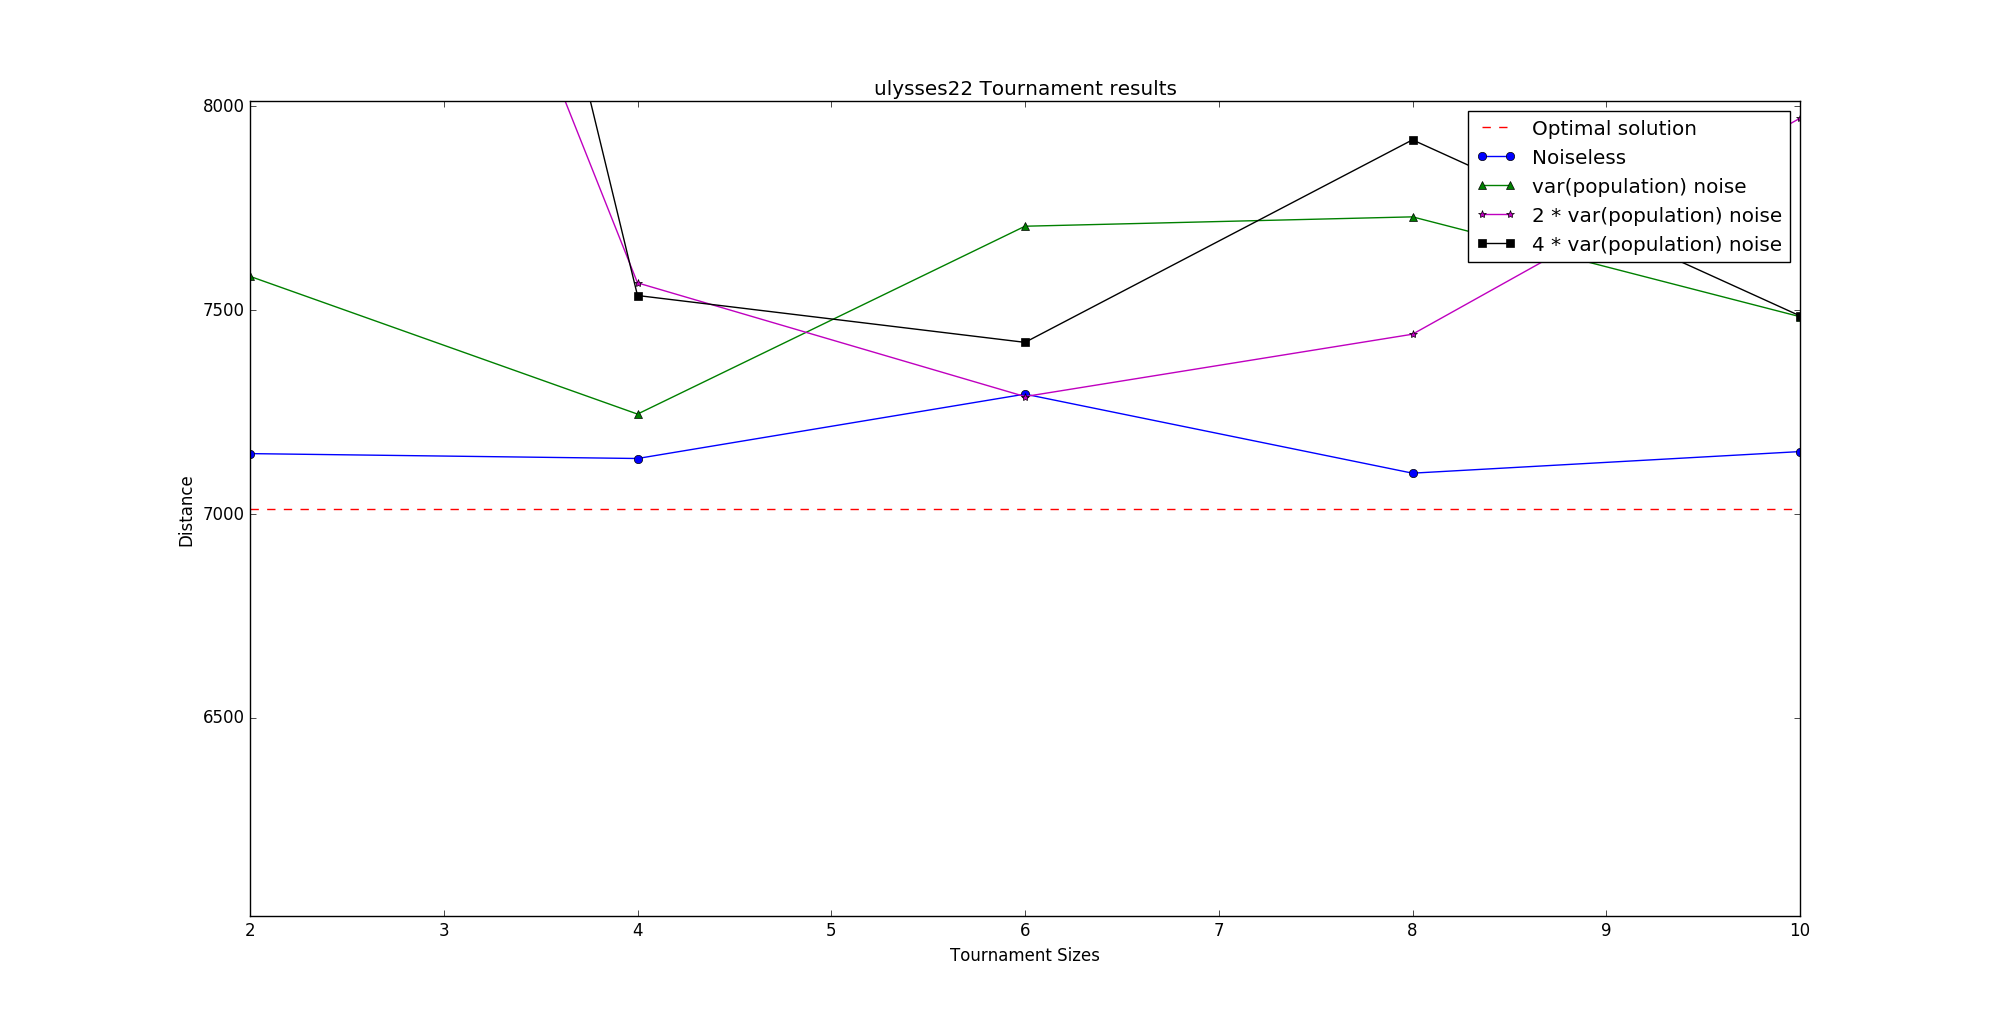 ulysses22 Tournament results
8000
7500
7000
6500
Distance
Optimal solution
Noiseless
var(population) noise
2 * var(population) noise
4 * var(population) noise
2 3 4 5 6 7 8 9 10
Tournament Sizes